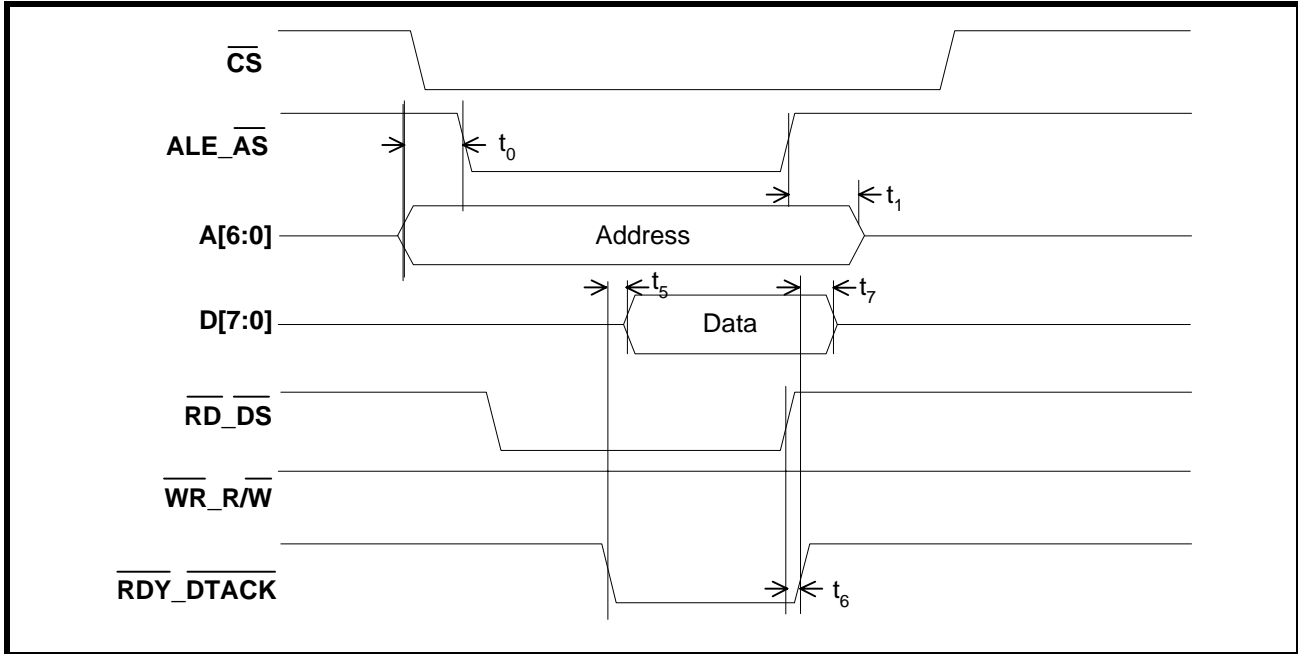 CS
ALE_AS
t0
t1
A[6:0]
Address
t5
t7
D[7:0]
Data
RD_DS
WR_R/W
RDY_DTACK
t6